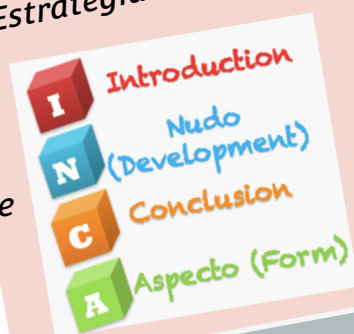 Estrategia
I Introduction
N Nudo
(Development)
C Conclusion
A Aspecto (Form)
e